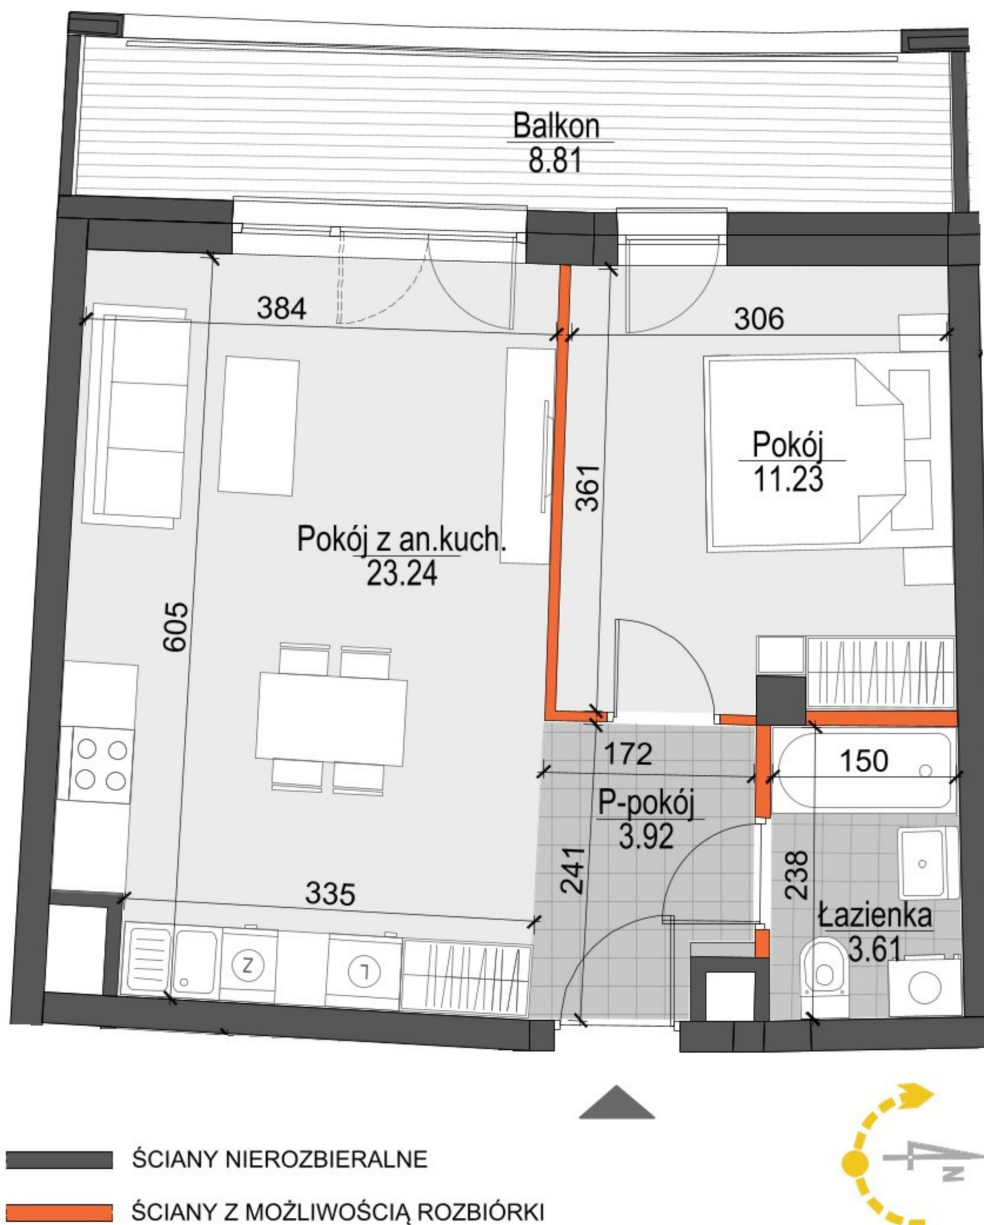 Balkon
8.81
384
306
Pokój
11.23
361
Pokój z an.kuch.
23.24
605
172
150
P-pokój
3.92
241
238
335
Łazienka
3.61
Z
L
N
ŚCIANY NIEROZBIERALNE
ŚCIANY Z MOŻLIWOŚCIĄ ROZBIÓRKI